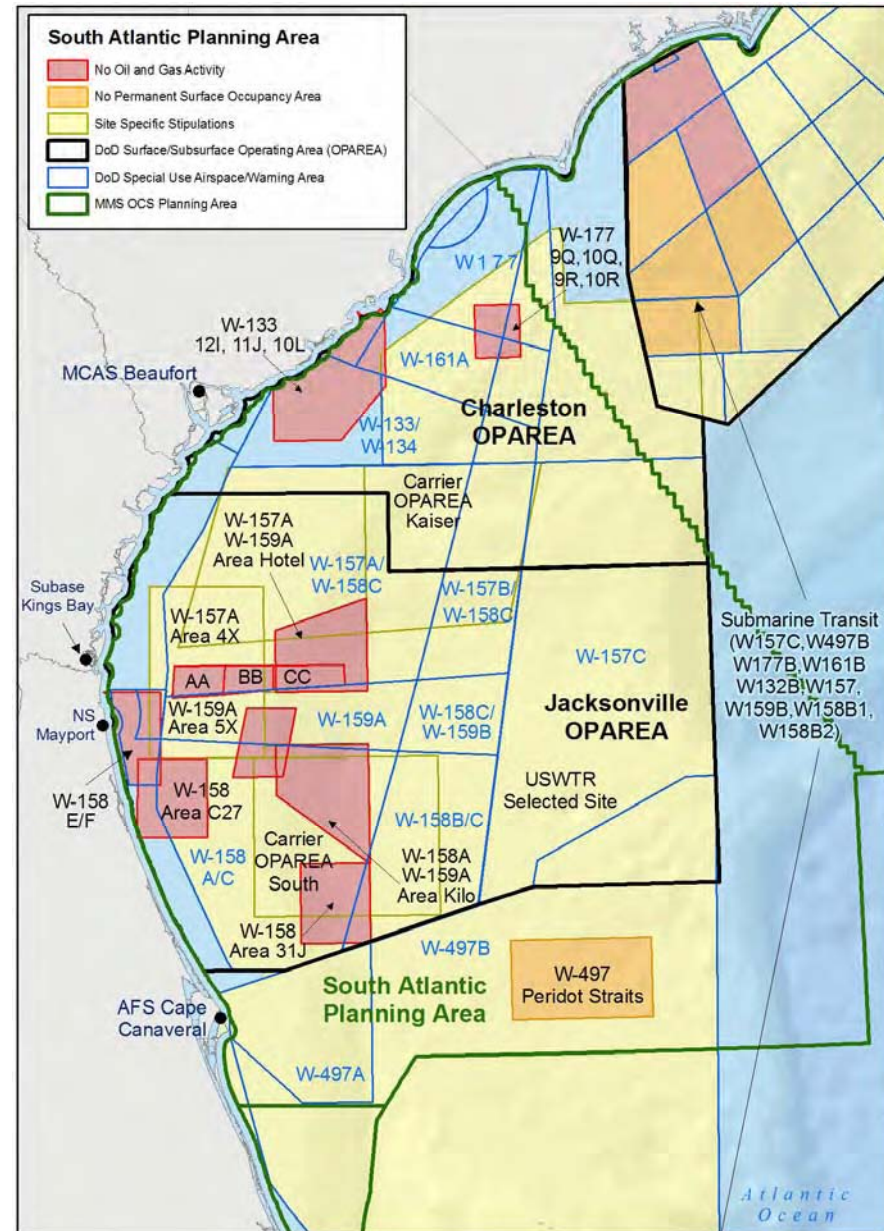 South Atlantic Planning Area
No Oil and Gas Activity
No Permanent Surface Occupancy Area
Site Specific Stipulations
DoD Surface/Subsurface Operating Area (OPAREA)
DoD Special Use Airspace/Warning Area
MMS OCS Planning Area
W-177
9Q,10Q,
9R,10R
W177
W-133
12I, 11J, 10L
W-161A
MCAS Beaufort
Charleston
OPAREA
W-133/
W-134
Carrier
OPAREA
Kaiser
W-157A
W-159A
Area Hotel
W-157A/
W-158C
W-157B/
W-158C
Subase
Kings Bay
W-157A
Area 4X
Submarine Transit
(W157C,W497B
W177B,W161B
W132B,W157,
W159B,W158B1,
W158B2)
W-157C
AA
BB
CC
NS
Mayport
W-159A
Area 5X
W-159A
W-158C/
W-159B
Jacksonville
OPAREA
W-158
E/F
W-158
Area C27
USWTR
Selected Site
W-158B/C
W-158
A/C
Carrier
OPAREA
South
W-158A
W-159A
Area Kilo
W-158
Area 31J
W-497B
W-497
Peridot Straits
South Atlantic
Planning Area
AFS Cape
Canaveral
W-497A
Atlantic
Ocean